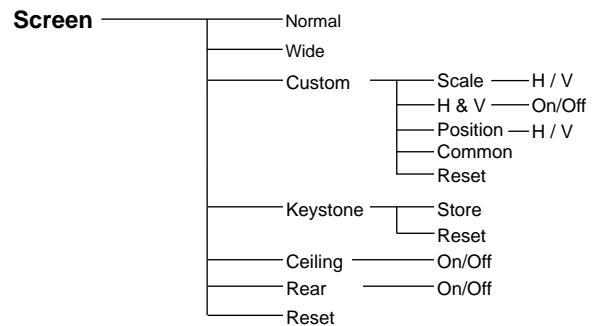 Screen Normal
Wide
Custom Scale H / V
H & V On/Off
Position H / V
Common
Reset
Keystone Store
Reset
Ceiling On/Off
Rear On/Off
Reset